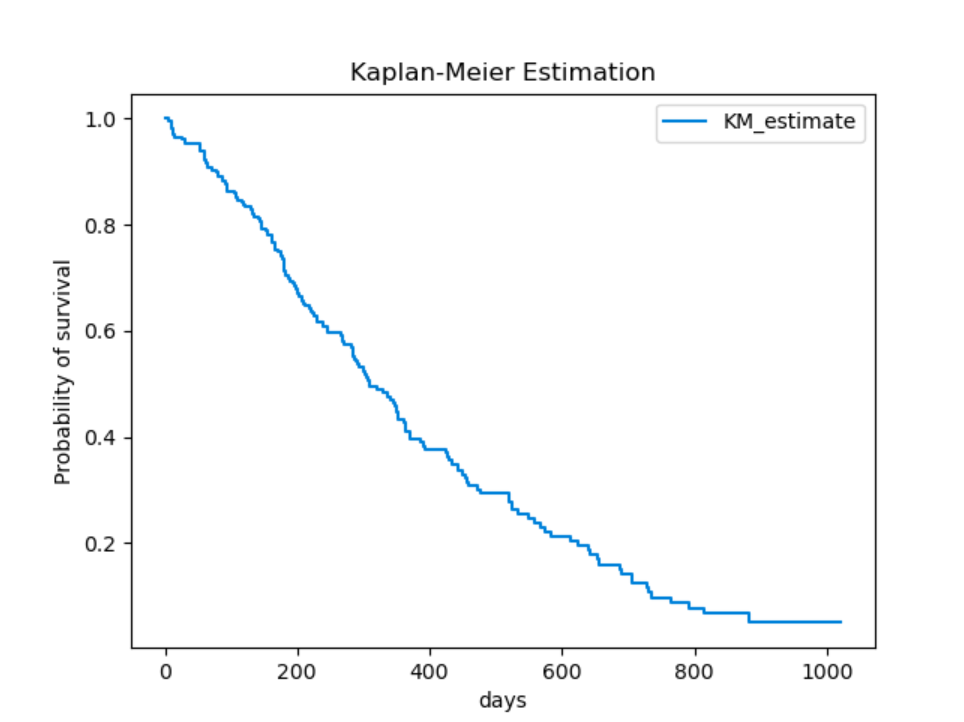 Kaplan-Meier Estimation
KM_estimate
Probability of survival
1.0
0.8
0.6
0.4
0.2
0 200 400 600 800 1000
days